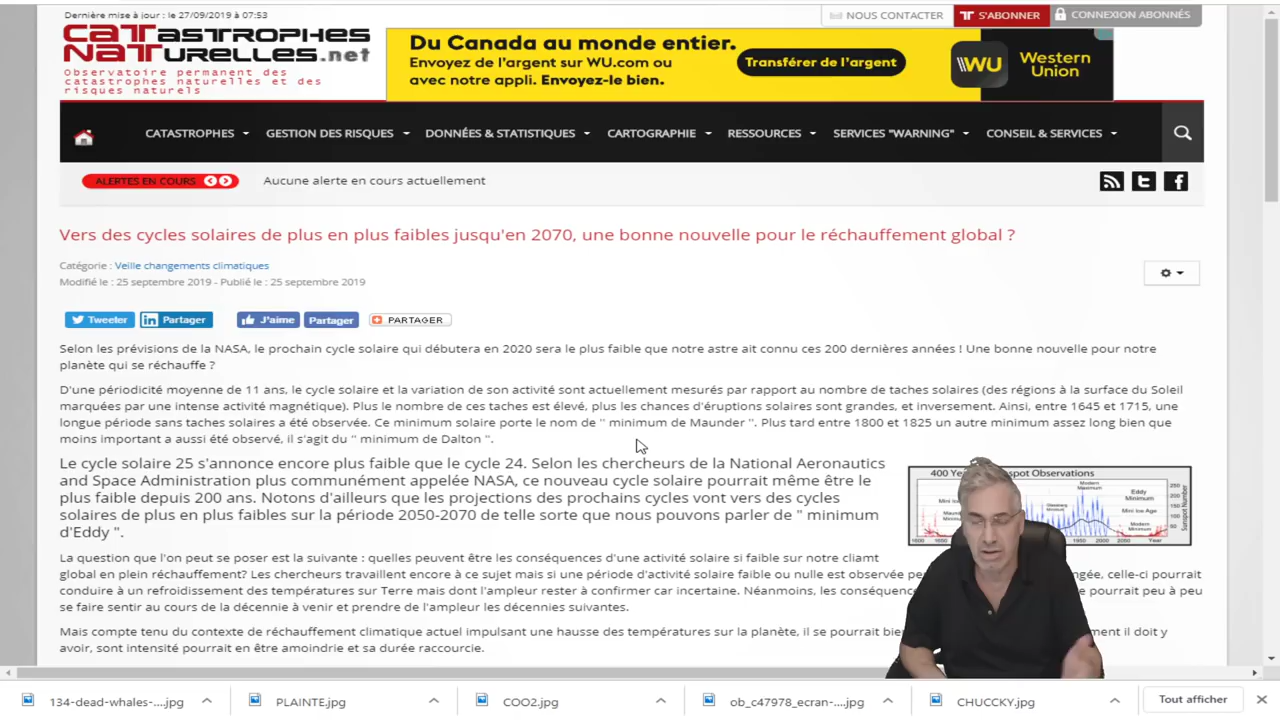 Dernière mise à jour : le 27/09/2019 à 07:53
NOUS CONTACTER
S'ABONNER
CONNEXION ABONNÉS
CATASTROPHES
NATURELLES.net
Observatoire permanent des
catastrophes naturelles et des
risques naturels
Du Canada au monde entier.
Envoyez de l'argent sur WU.com ou
avec notre appli. Envoyez-le bien.
Transférer de l'argent
WU
Western
Union
CATASTROPHES
GESTION DES RISQUES
DONNÉES & STATISTIQUES
CARTOGRAPHIE
RESSOURCES
SERVICES "WARNING"
CONSEIL & SERVICES
ALERTES EN COURS
Aucune alerte en cours actuellement
Vers des cycles solaires de plus en plus faibles jusqu'en 2070, une bonne nouvelle pour le réchauffement global ?
Catégorie : Veille changements climatiques
Modifié le : 25 septembre 2019 - Publié le : 25 septembre 2019
Tweeler
Partager
J'aime
Partager
PARTAGER
Selon les prévisions de la NASA, le prochain cycle solaire qui débutera en 2020 sera le plus faible que notre astre ait connu ces 200 dernières années ! Une bonne nouvelle pour notre
planète qui se réchauffe ?
D'une périodicité moyenne de 11 ans, le cycle solaire et la variation de son activité sont actuellement mesurés par rapport au nombre de taches solaires (des régions à la surface du Soleil
marquées par une intense activité magnétique). Plus le nombre de ces taches est élevé, plus les chances d'éruptions solaires sont grandes, et inversement. Ainsi, entre 1645 et 1715, une
longue période sans taches solaires a été observée. Ce minimum solaire porte le nom de " minimum de Maunder ". Plus tard entre 1800 et 1825 un autre minimum assez long bien que
moins important a aussi été observé, il s'agit du " minimum de Dalton ".
Le cycle solaire 25 s'annonce encore plus faible que le cycle 24. Selon les chercheurs de la National Aeronautics
and Space Administration plus communément appelée NASA, ce nouveau cycle solaire pourrait même être le
plus faible depuis 200 ans. Notons d'ailleurs que les projections des prochains cycles vont vers des cycles
solaires de plus en plus faibles sur la période 2050-2070 de telle sorte que nous pouvons parler de " minimum
d'Eddy ".
400 Observations
Modern
Maximum
Eddy
Minimum
Mini Ice Age
Modern
Minimum
Sunspot Number
Year
La question que l'on peut se poser est la suivante : quelles peuvent être les conséquences d'une activité solaire si faible sur notre cliamt
global en plein réchauffement? Les chercheurs travaillent encore à ce sujet mais si une période d'activité solaire faible ou nulle est observée celle-ci pourrait
conduire à un refroidissement des températures sur Terre mais dont l'ampleur rester à confirmer car incertaine. Néanmoins, les pourrait peu à peu
se faire sentir au cours de la décennie à venir et prendre de l'ampleur les décennies suivantes.
Mais compte tenu du contexte de réchauffement climatique actuel impulsant une hausse des températures sur la planète, il se pourrait il doit y
avoir, sont intensité pourrait en être amoindrie et sa durée raccourcie.
134-dead-whales-....jpg
PLAINTE.jpg
COO2.jpg
ob_c47978_ecran-....jpg
CHUCCKY.jpg
Tout afficher